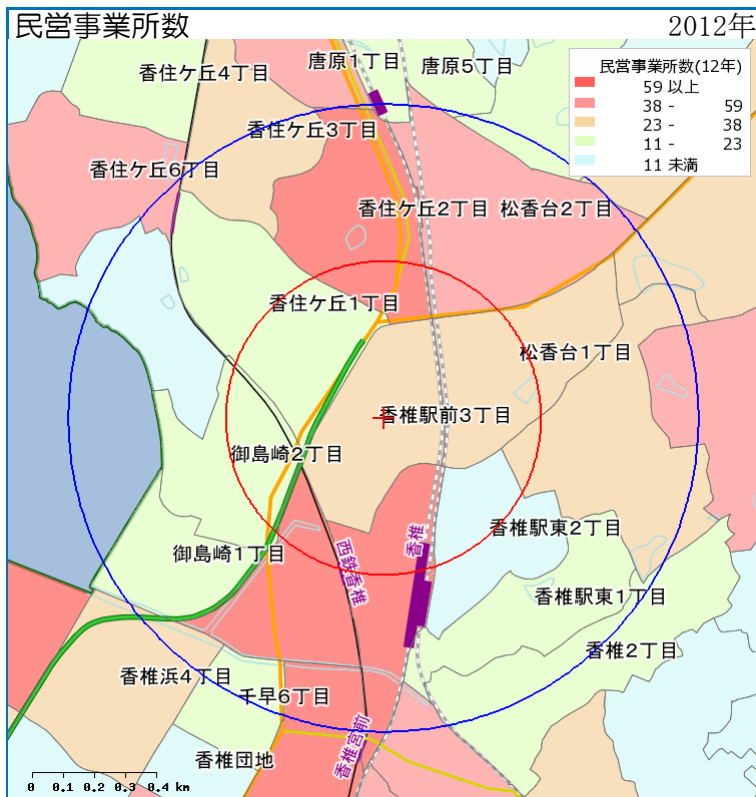 民営事業所数
2012年
民営事業所数(12年)
59 以上
38 - 59
23 - 38
11 - 23
11 未満
唐原1丁目
唐原5丁目
香住ケ丘4丁目
香住ケ丘3丁目
香住ケ丘6丁目
香住ケ丘2丁目
松香台2丁目
香住ケ丘1丁目
松香台1丁目
香椎駅前3丁目
御島崎2丁目
香椎駅東2丁目
御島崎1丁目
西鉄香椎
香椎
香椎駅東1丁目
香椎2丁目
香椎浜4丁目
千早6丁目
香椎宮前
香椎団地
0 0.1 0.2 0.3 0.4 km